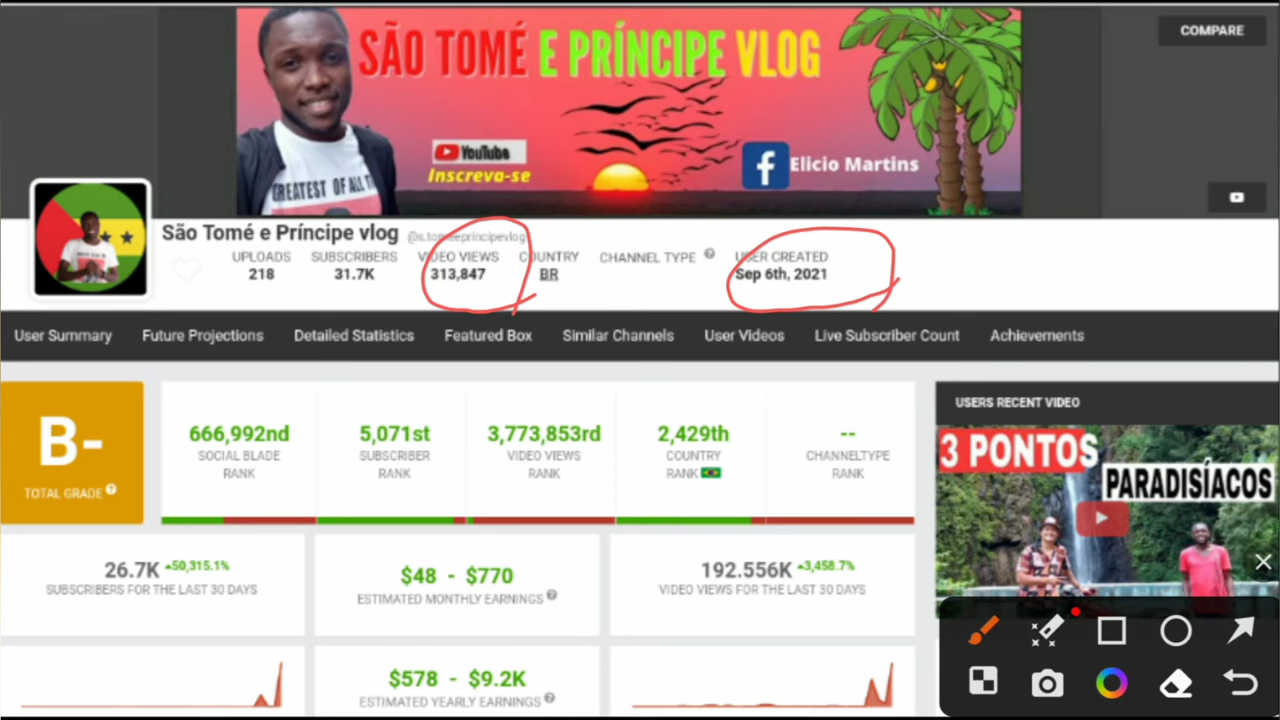 COMPARE
SÃO TOMÉ E PRÍNCIPE VLOG
YouTube
Inscreva-se
Elicio Martins
GREATEST OF ALL T
São Tomé e Príncipe vlog @s.tomeeprincipevlog
UPLOADS SUBSCRIBERS VIDEO VIEWS COUNTRY CHANNEL TYPE ? USER CREATED
218 31.7K 313,847 BR Sep 6th, 2021
User Summary Future Projections Detailed Statistics Featured Box Similar Channels User Videos Live Subscriber Count Achievements
B-
TOTAL GRADE ?
666,992nd
SOCIAL BLADE
RANK
5,071st
SUBSCRIBER
RANK
3,773,853rd
VIDEO VIEWS
RANK
2,429th
COUNTRY
RANK
--
CHANNELTYPE
RANK
USERS RECENT VIDEO
3 PONTOS
PARADISÍACOS
26.7K 50,315.1%
SUBSCRIBERS FOR THE LAST 30 DAYS
$48 - $770
ESTIMATED MONTHLY EARNINGS ?
192.556K 3,458.7%
VIDEO VIEWS FOR THE LAST 30 DAYS
$578 - $9.2K
ESTIMATED YEARLY EARNINGS ?